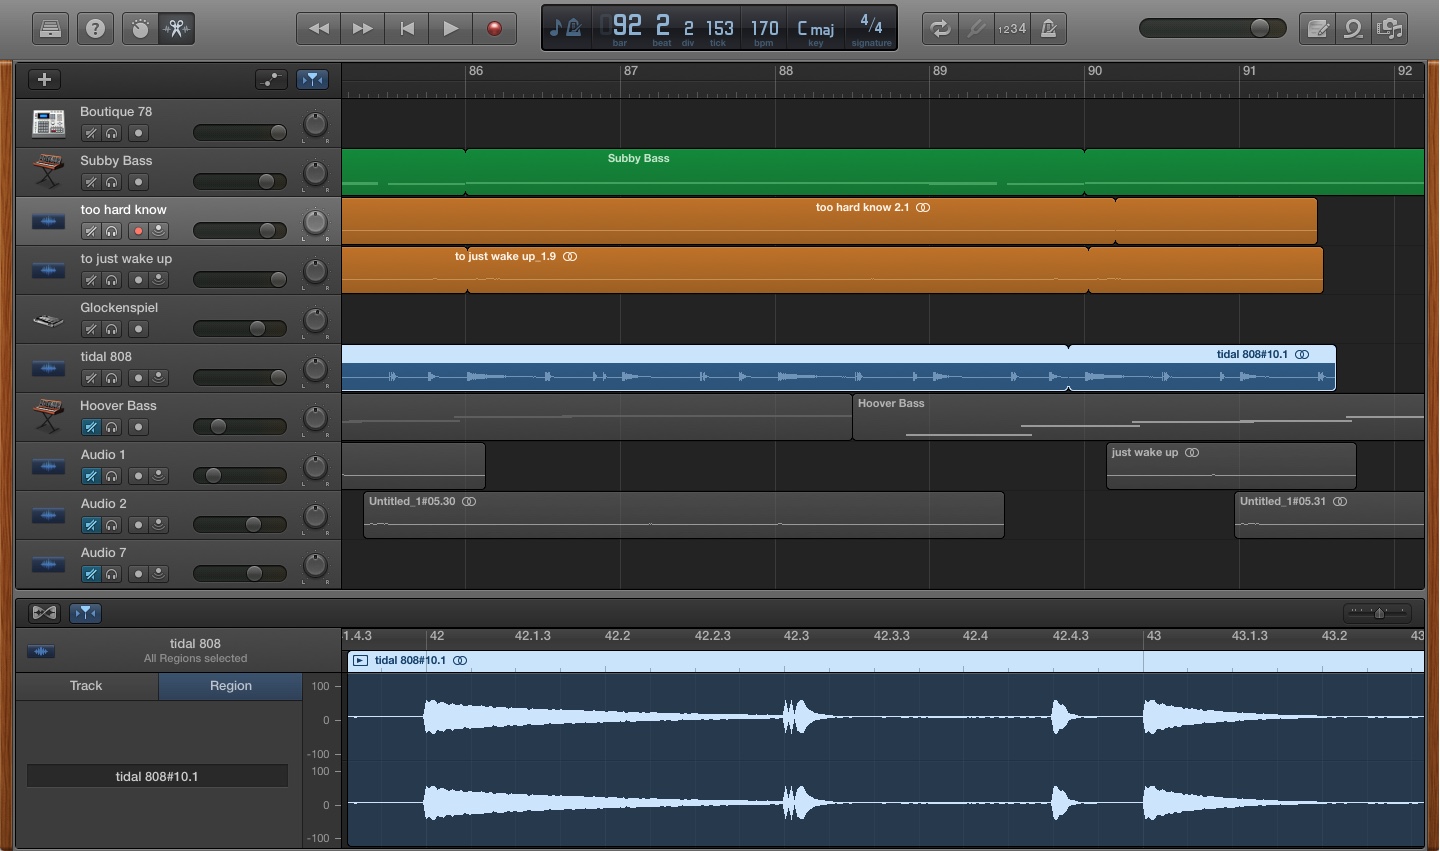 92 2 2 153 170 C maj 4/4
bar beat div tick bpm key signature
1234
86 87 88 89 90 91 92
Boutique 78
L R
Subby Bass
L R
Subby Bass
too hard know
L R
too hard know 2.1
to just wake up
L R
to just wake up_1.9
Glockenspiel
L R
tidal 808
L R
tidal 808#10.1
Hoover Bass
L R
Hoover Bass
Audio 1
L R
just wake up
Audio 2
L R
Untitled_1#05.30
Untitled_1#05.31
Audio 7
L R
1.4.3 42 42.1.3 42.2 42.2.3 42.3 42.3.3 42.4 42.4.3 43 43.1.3 43.2 43
tidal 808
All Regions selected
tidal 808#10.1
Track Region
100
0
-100
100
0
-100
tidal 808#10.1